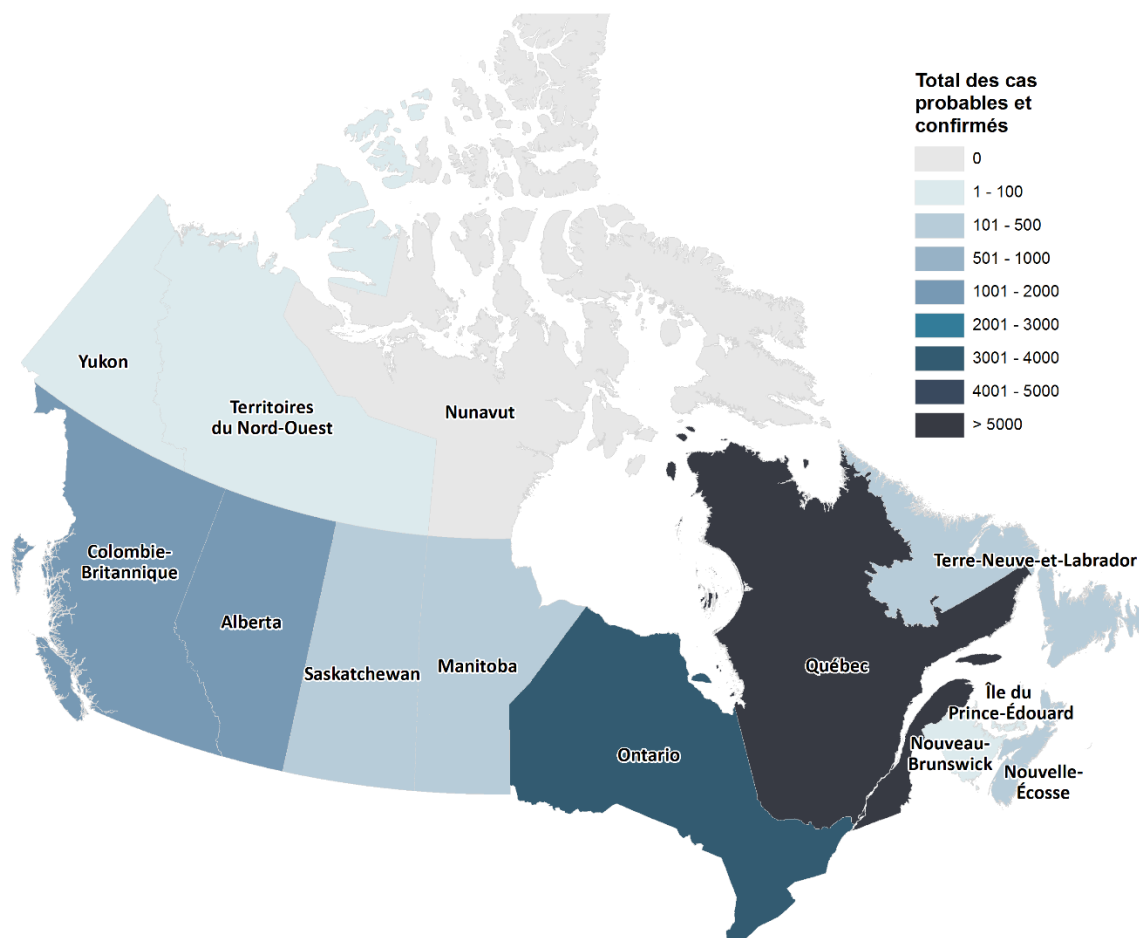 Total des cas
probables et
confirmés
0
1 - 100
101 - 500
501 - 1000
1001 - 2000
2001 - 3000
3001 - 4000
4001 - 5000
> 5000
Yukon
Territoires
du Nord-Ouest
Nunavut
Colombie-
Britannique
Alberta
Saskatchewan
Manitoba
Ontario
Québec
Terre-Neuve-et-Labrador
Île du
Prince-Édouard
Nouveau-
Brunswick
Nouvelle-
Écosse